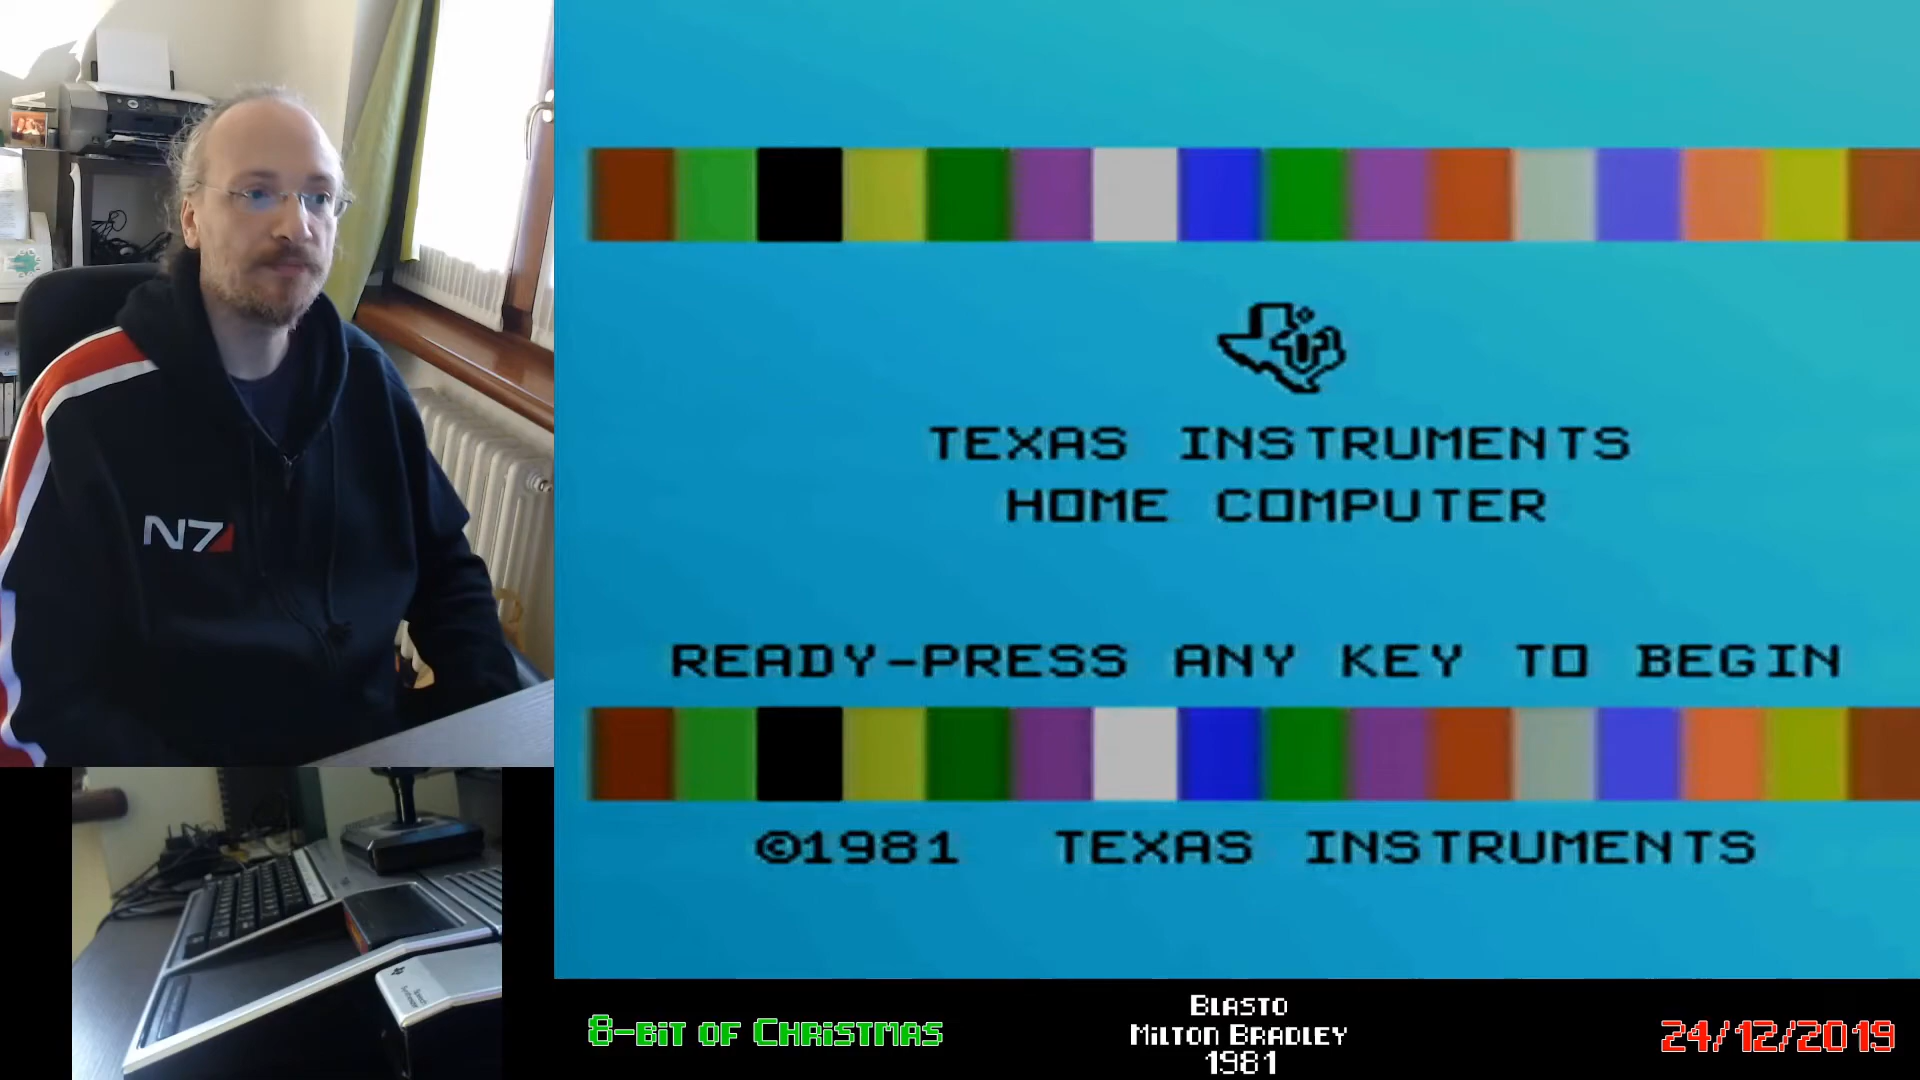 N7
TEXAS INSTRUMENTS
HOME COMPUTER
READY-PRESS ANY KEY TO BEGIN
©1981 TEXAS INSTRUMENTS
8-BIT OF CHRISTMAS
BLASTO
MILTON BRADLEY
1981
24/12/2019